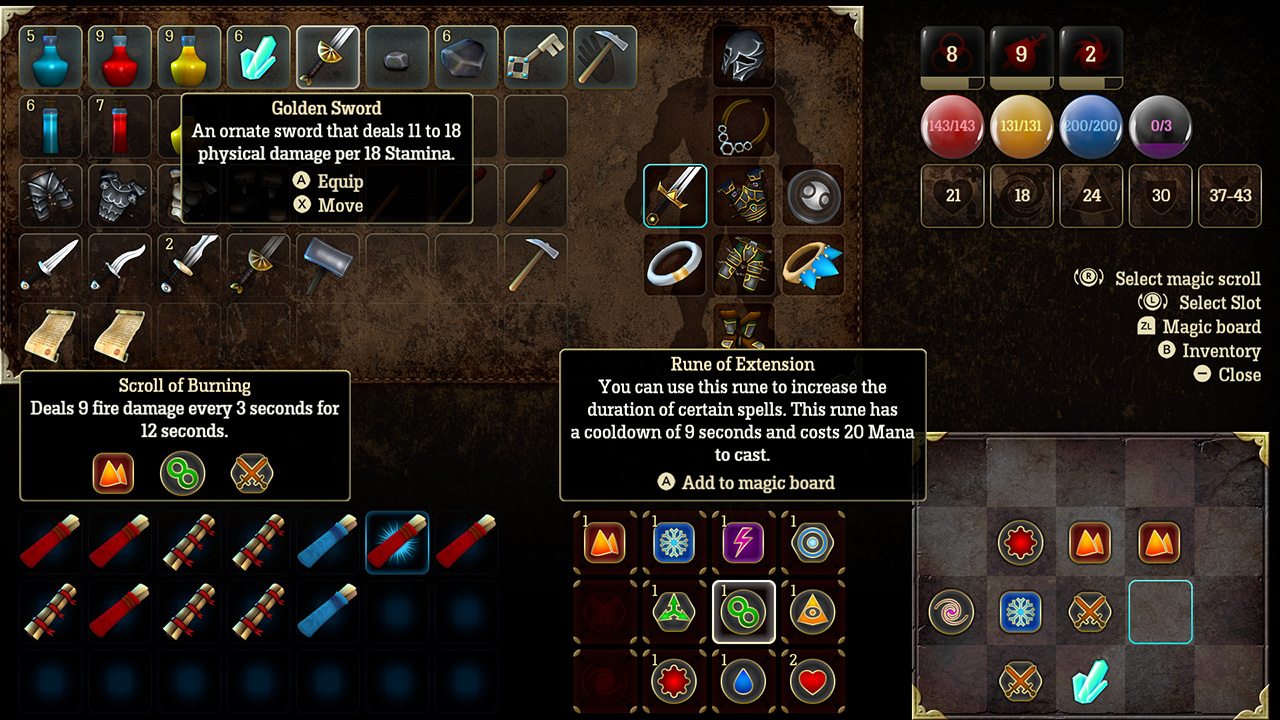 5
9
9
6
6
8
9
2
6
7
Golden Sword
An ornate sword that deals 11 to 18
physical damage per 18 Stamina.
A Equip
X Move
143/143
131/131
200/200
0/3
21
18
24
30
37-43
2
R Select magic scroll
L Select Slot
ZL Magic board
B Inventory
Close
Scroll of Burning
Deals 9 fire damage every 3 seconds for
12 seconds.
Rune of Extension
You can use this rune to increase the
duration of certain spells. This rune has
a cooldown of 9 seconds and costs 20 Mana
to cast.
A Add to magic board
1
1
1
1
1
1
1
1
1
2